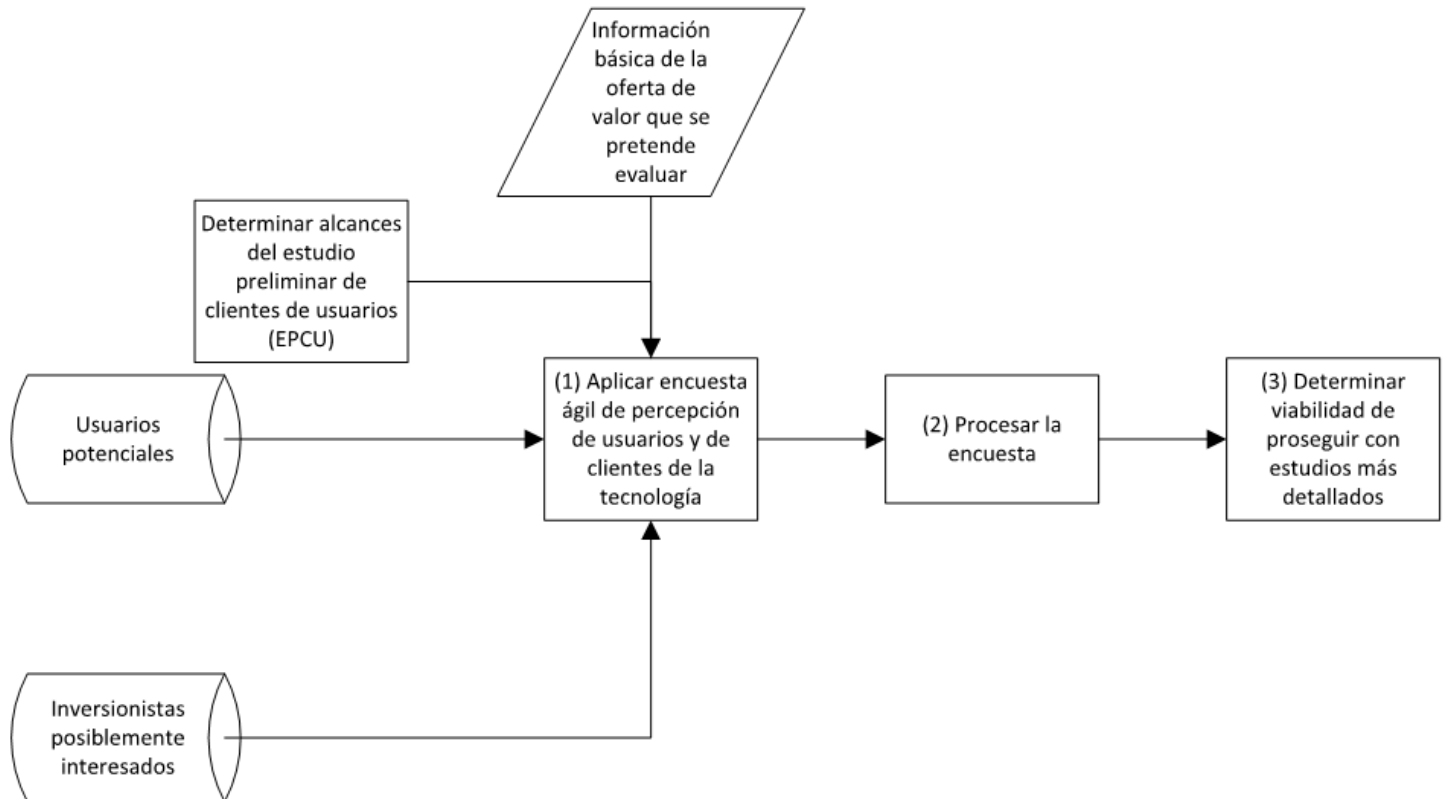 Información
básica de la
oferta de
valor que se
pretende
evaluar
Determinar alcances
del estudio
preliminar de
clientes de usuarios
(EPCU)
Usuarios
potenciales
(1) Aplicar encuesta
ágil de percepción
de usuarios y de
clientes de la
tecnología
(2) Procesar la
encuesta
(3) Determinar
viabilidad de
proseguir con
estudios más
detallados
Inversionistas
posiblemente
interesados